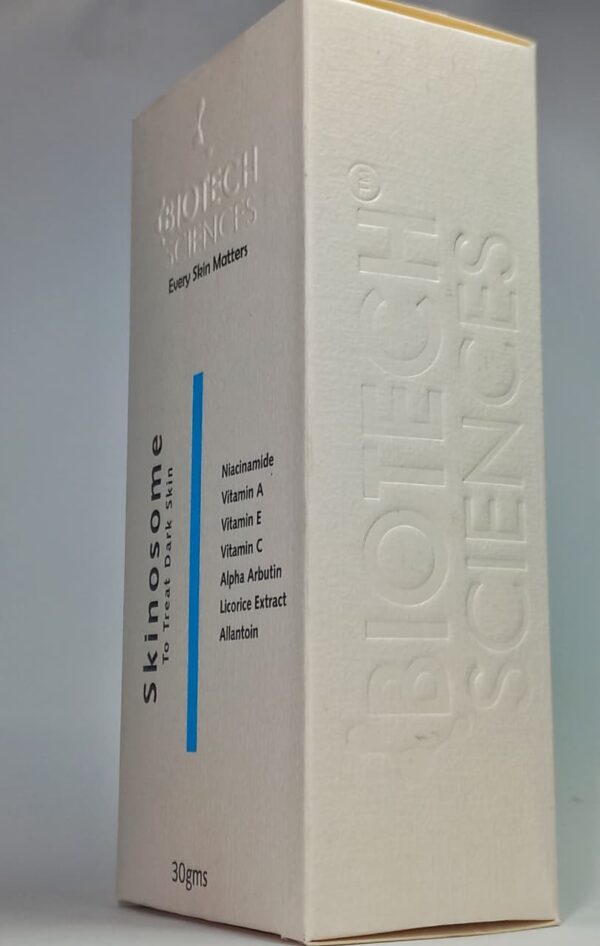 BIOTECH
SCIENCES
Every Skin Matters
Skinosome
To Treat Dark Skin
Niacinamide
Vitamin A
Vitamin E
Vitamin C
Alpha Arbutin
Licorice Extract
Allantoin
30gms
BIOTECH™
SCIENCES